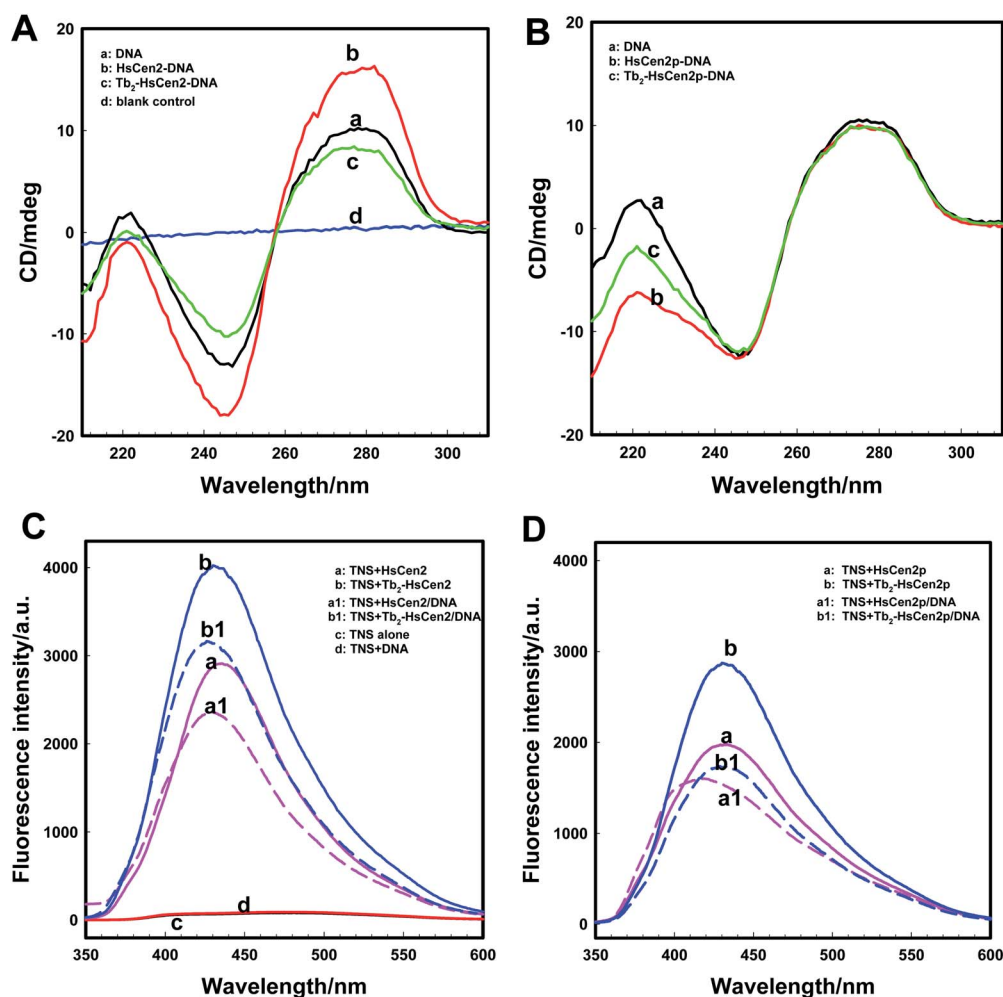 A
a: DNA
b: HsCen2-DNA
c: Tb2-HsCen2-DNA
d: blank control
b
a
c
d
20
10
0
-10
-20
CD/mdeg
220 240 260 280 300
Wavelength/nm
B
a: DNA
b: HsCen2p-DNA
c: Tb2-HsCen2p-DNA
a
c
b
20
10
0
-10
-20
CD/mdeg
220 240 260 280 300
Wavelength/nm
C
a: TNS+HsCen2
b: TNS+Tb2-HsCen2
a1: TNS+HsCen2/DNA
b1: TNS+Tb2-HsCen2/DNA
c: TNS alone
d: TNS+DNA
b
b1
a
a1
d
c
4000
3000
2000
1000
0
Fluorescence intensity/a.u.
350 400 450 500 550 600
Wavelength/nm
D
a: TNS+HsCen2p
b: TNS+Tb2-HsCen2p
a1: TNS+HsCen2p/DNA
b1: TNS+Tb2-HsCen2p/DNA
b
a
b1
a1
4000
3000
2000
1000
0
Fluorescence intensity/a.u.
350 400 450 500 550 600
Wavelength/nm